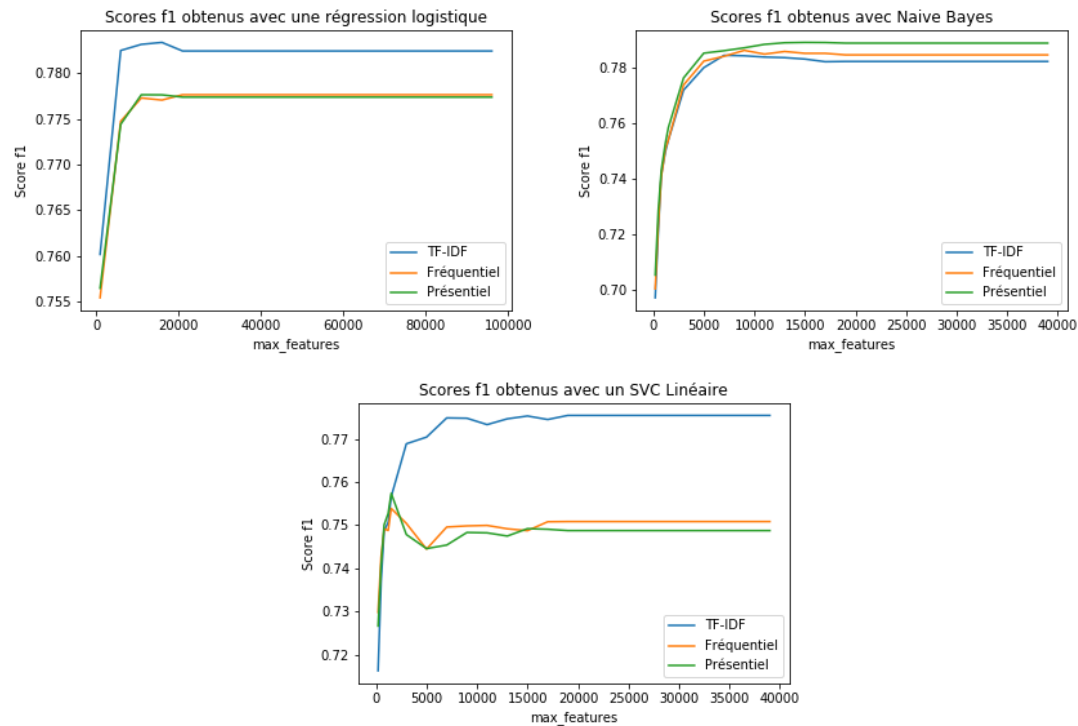 Scores f1 obtenus avec une régression logistique
Score f1
0.780
0.775
0.770
0.765
0.760
0.755
TF-IDF
Fréquentiel
Présentiel
0 20000 40000 60000 80000 100000
max_features
Scores f1 obtenus avec Naive Bayes
Score f1
0.78
0.76
0.74
0.72
0.70
TF-IDF
Fréquentiel
Présentiel
0 5000 10000 15000 20000 25000 30000 35000 40000
max_features
Scores f1 obtenus avec un SVC Linéaire
Score f1
0.77
0.76
0.75
0.74
0.73
0.72
TF-IDF
Fréquentiel
Présentiel
0 5000 10000 15000 20000 25000 30000 35000 40000
max_features